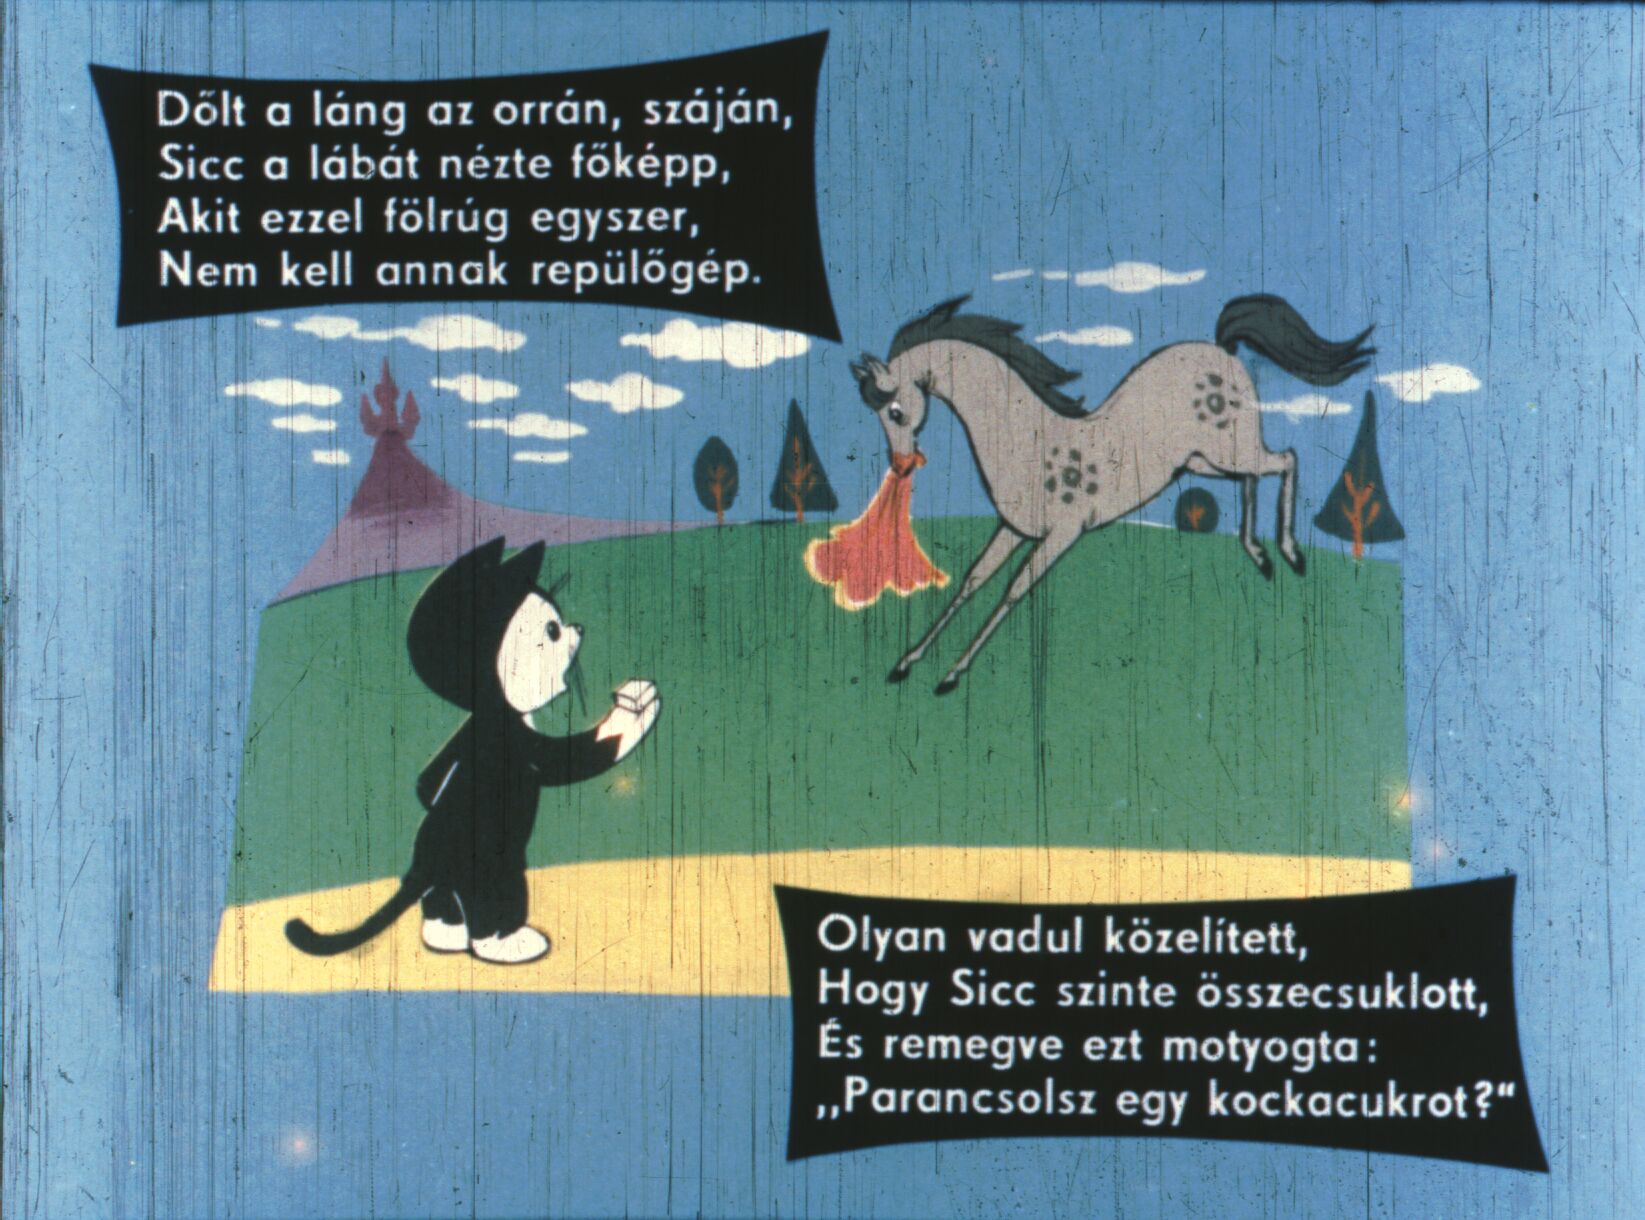 Dőlt a láng az orrán, száján,
Sicc a lábát nézte főképp,
Akit ezzel fölrúg egyszer,
Nem kell annak repülőgép.
Olyan vadul közelített,
Hogy Sicc szinte összecsuklott,
És remegve ezt motyogta:
„Parancsolsz egy kockacukrot?“